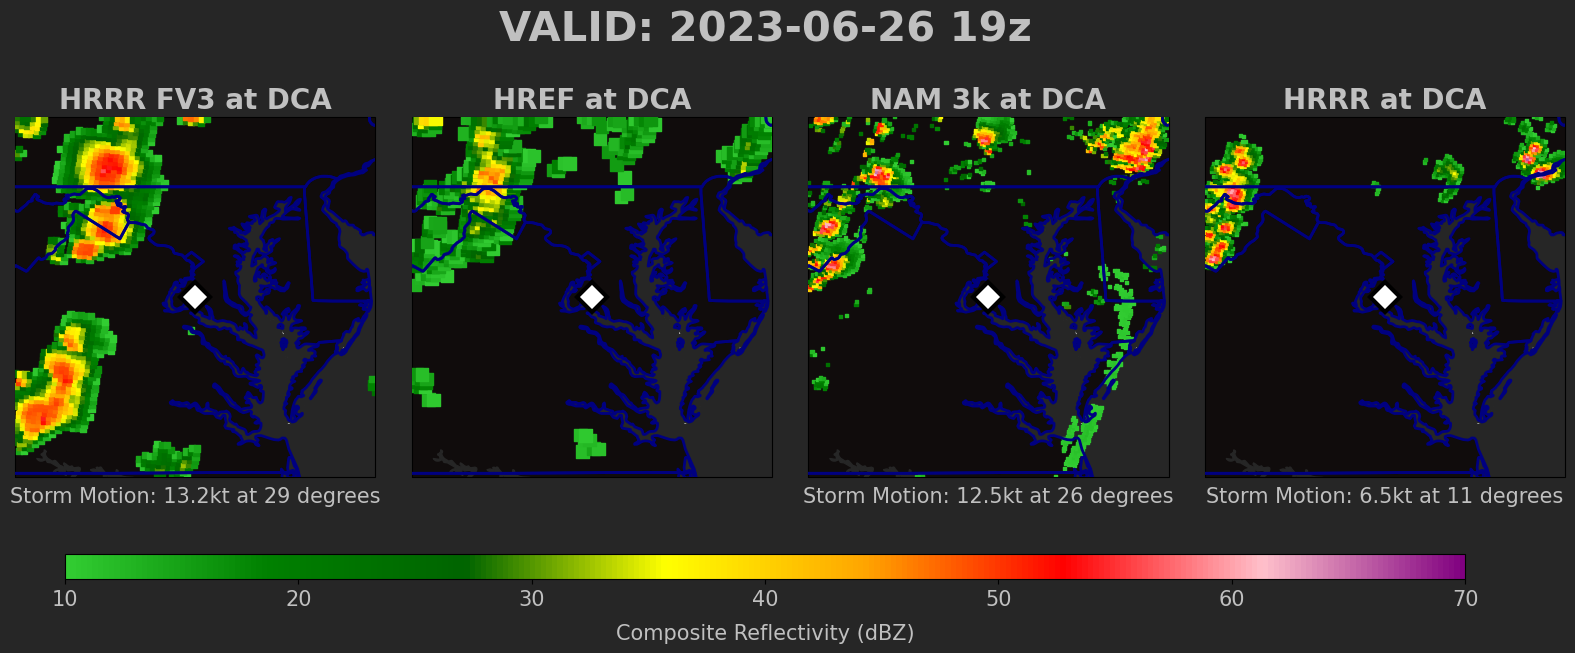 VALID: 2023-06-26 19z
HRRR FV3 at DCA
HREF at DCA
NAM 3k at DCA
HRRR at DCA
Storm Motion: 13.2kt at 29 degrees
Storm Motion: 12.5kt at 26 degrees
Storm Motion: 6.5kt at 11 degrees
10 20 30 40 50 60 70
Composite Reflectivity (dBZ)